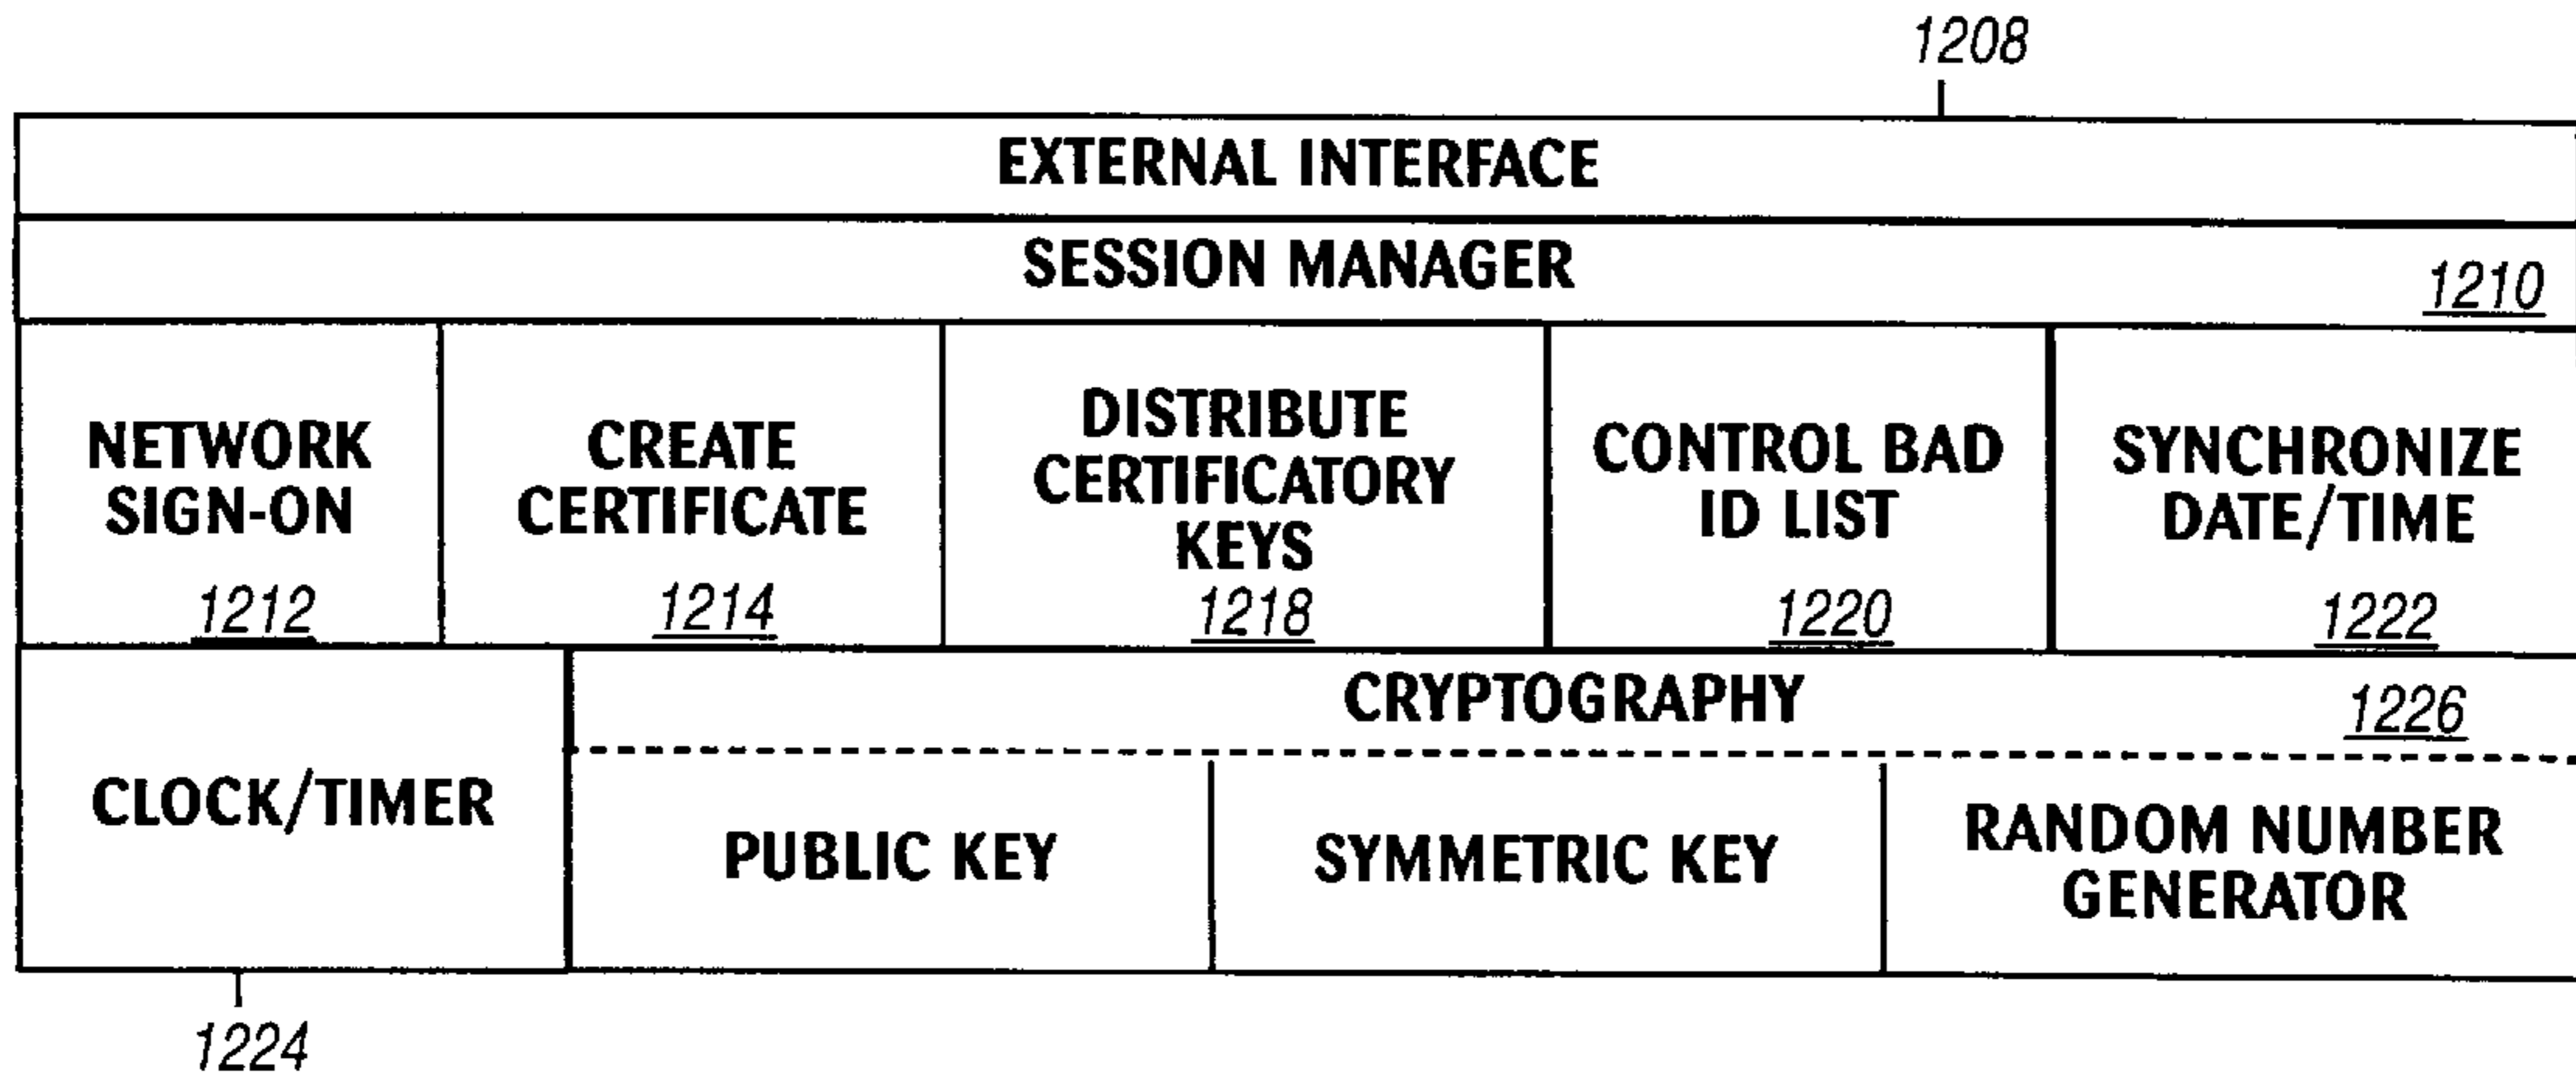 1208
EXTERNAL INTERFACE
SESSION MANAGER
1210
NETWORK
SIGN-ON
1212
CREATE
CERTIFICATE
1214
DISTRIBUTE
CERTIFICATORY
KEYS
1218
CONTROL BAD
ID LIST
1220
SYNCHRONIZE
DATE/TIME
1222
CLOCK/TIMER
1224
CRYPTOGRAPHY
1226
PUBLIC KEY
SYMMETRIC KEY
RANDOM NUMBER
GENERATOR